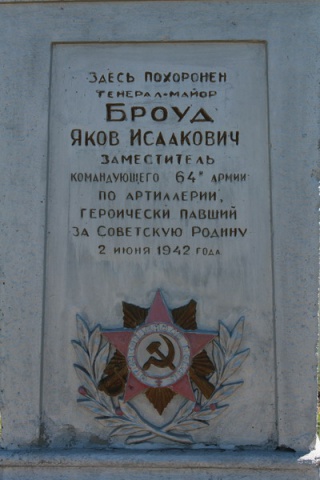 ЗДЕСЬ ПОХОРОНЕН
ГЕНЕРАЛ-МАЙОР
БРОУД
ЯКОВ ИСААКОВИЧ
ЗАМЕСТИТЕЛЬ
КОМАНДУЮЩЕГО 64й АРМИИ
ПО АРТИЛЛЕРИИ,
ГЕРОИЧЕСКИ ПАВШИЙ
ЗА СОВЕТСКУЮ РОДИНУ
2 ИЮНЯ 1942 ГОДА